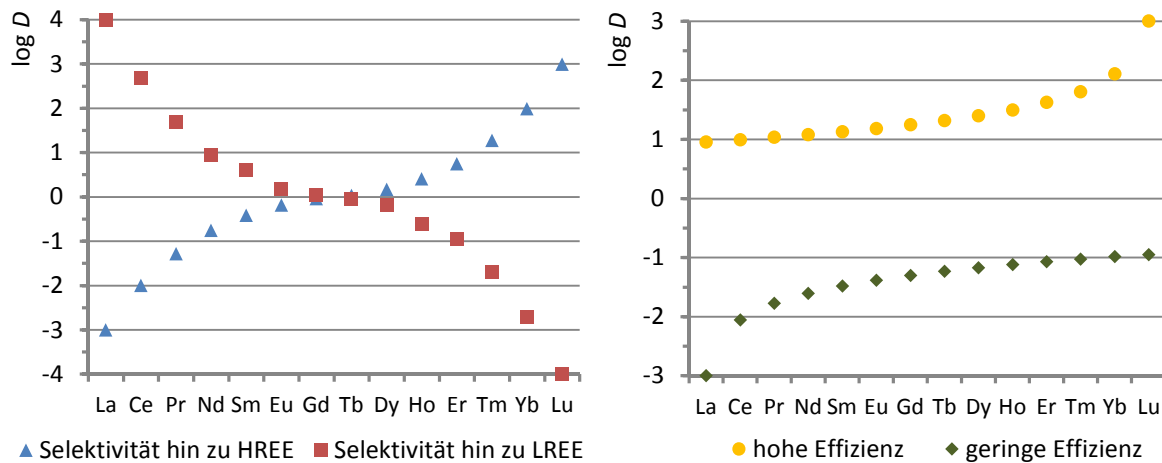 log D
4
3
2
1
0
-1
-2
-3
-4
La Ce Pr Nd Sm Eu Gd Tb Dy Ho Er Tm Yb Lu
Selektivität hin zu HREE Selektivität hin zu LREE
log D
3
2
1
0
-1
-2
-3
La Ce Pr Nd Sm Eu Gd Tb Dy Ho Er Tm Yb Lu
hohe Effizienz geringe Effizienz